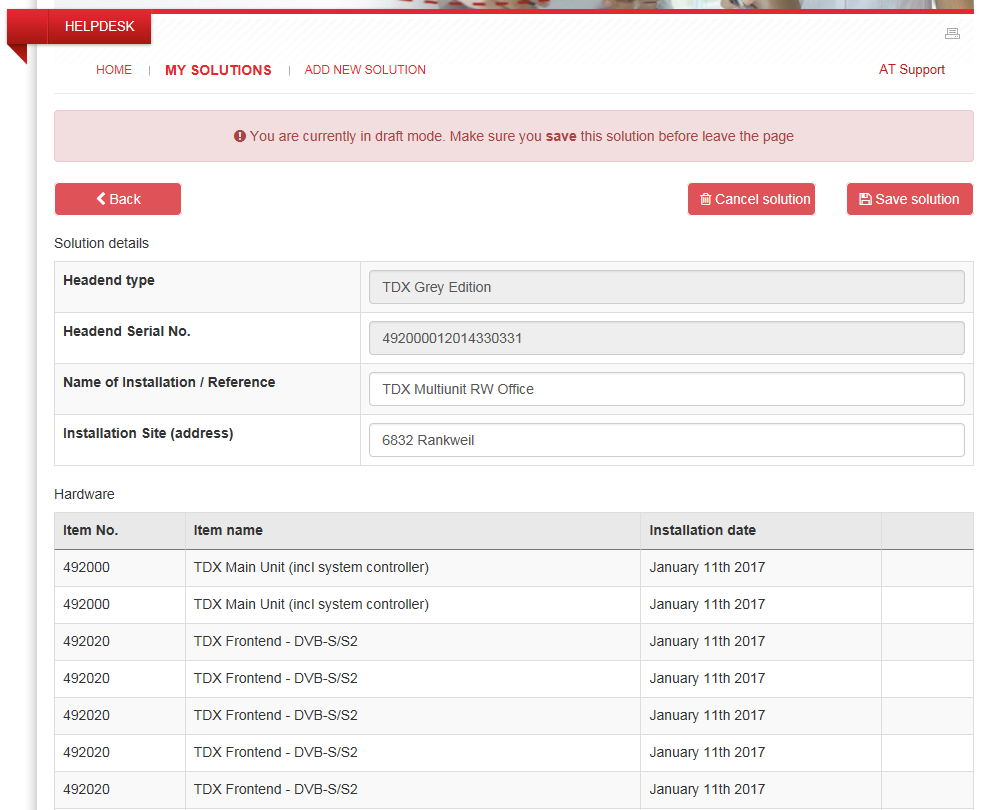 HELPDESK
HOME | MY SOLUTIONS | ADD NEW SOLUTION AT Support
You are currently in draft mode. Make sure you save this solution before leave the page
Back Cancel solution Save solution
Solution details
Headend type TDX Grey Edition
Headend Serial No. 492000012014330331
Name of Installation / Reference TDX Multiunit RW Office
Installation Site (address) 6832 Rankweil
Hardware
Item No. Item name Installation date
492000 TDX Main Unit (incl system controller) January 11th 2017
492000 TDX Main Unit (incl system controller) January 11th 2017
492020 TDX Frontend - DVB-S/S2 January 11th 2017
492020 TDX Frontend - DVB-S/S2 January 11th 2017
492020 TDX Frontend - DVB-S/S2 January 11th 2017
492020 TDX Frontend - DVB-S/S2 January 11th 2017
492020 TDX Frontend - DVB-S/S2 January 11th 2017